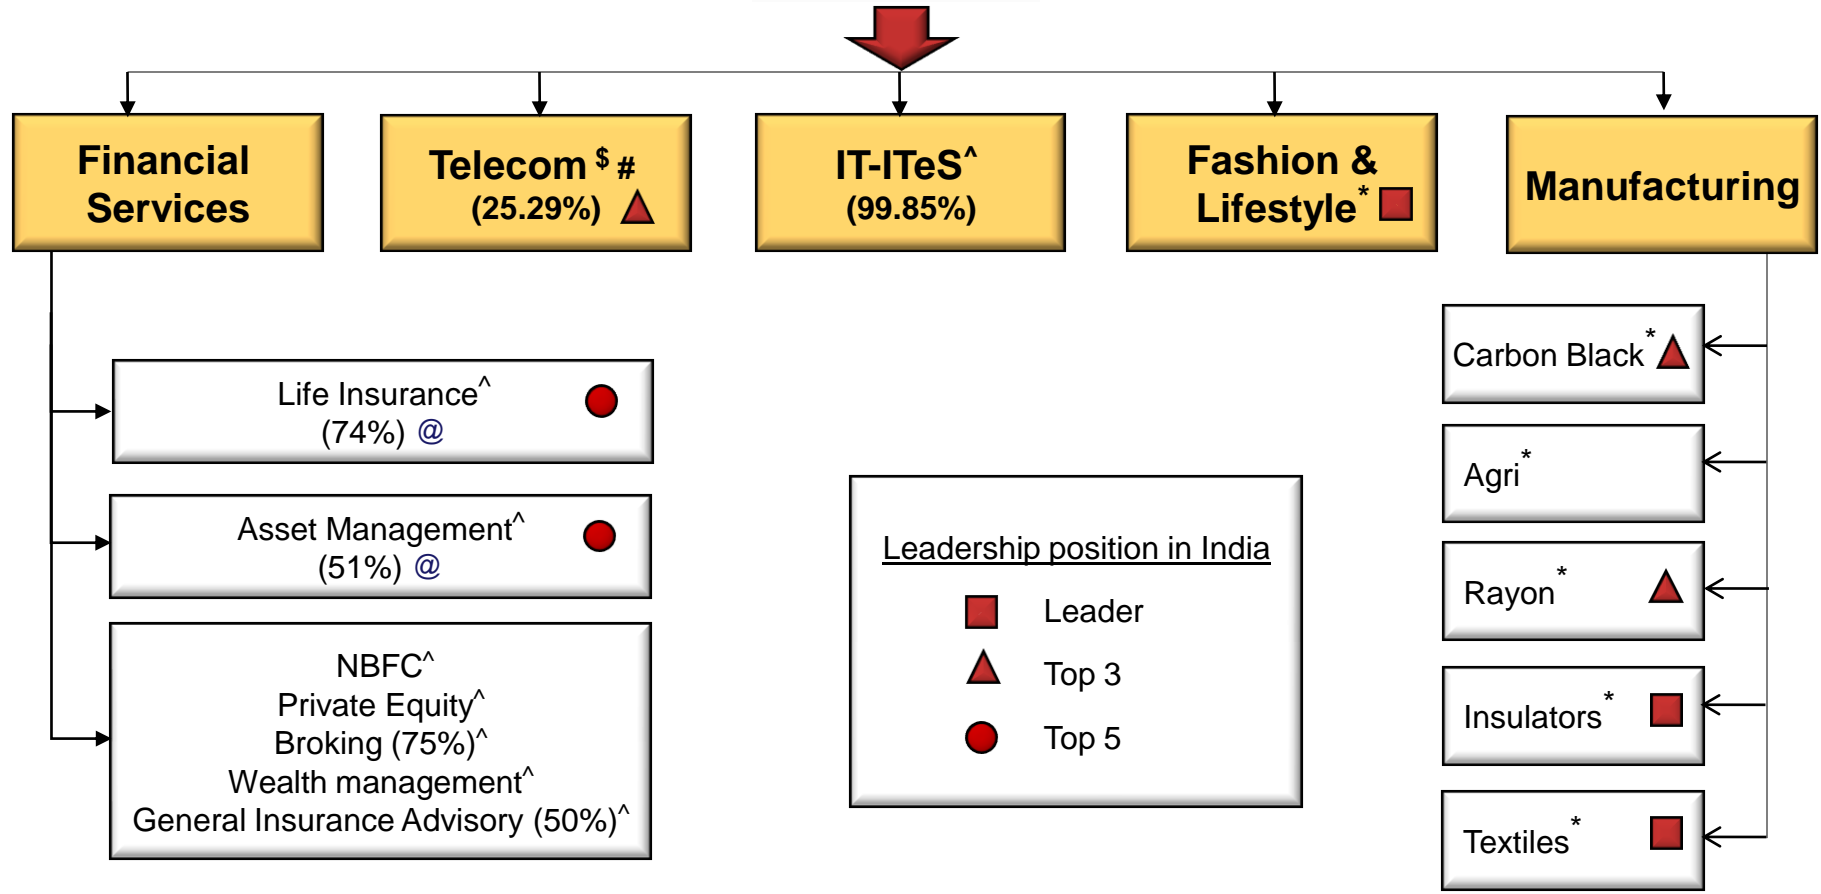 Financial
Services
Telecom $ #
(25.29%)
IT-ITeS^
(99.85%)
Fashion &
Lifestyle*
Manufacturing
Life Insurance^
(74%) @
Asset Management^
(51%) @
NBFC^
Private Equity^
Broking (75%)^
Wealth management^
General Insurance Advisory (50%)^
Leadership position in India
Leader
Top 3
Top 5
Carbon Black*
Agri*
Rayon*
Insulators*
Textiles*